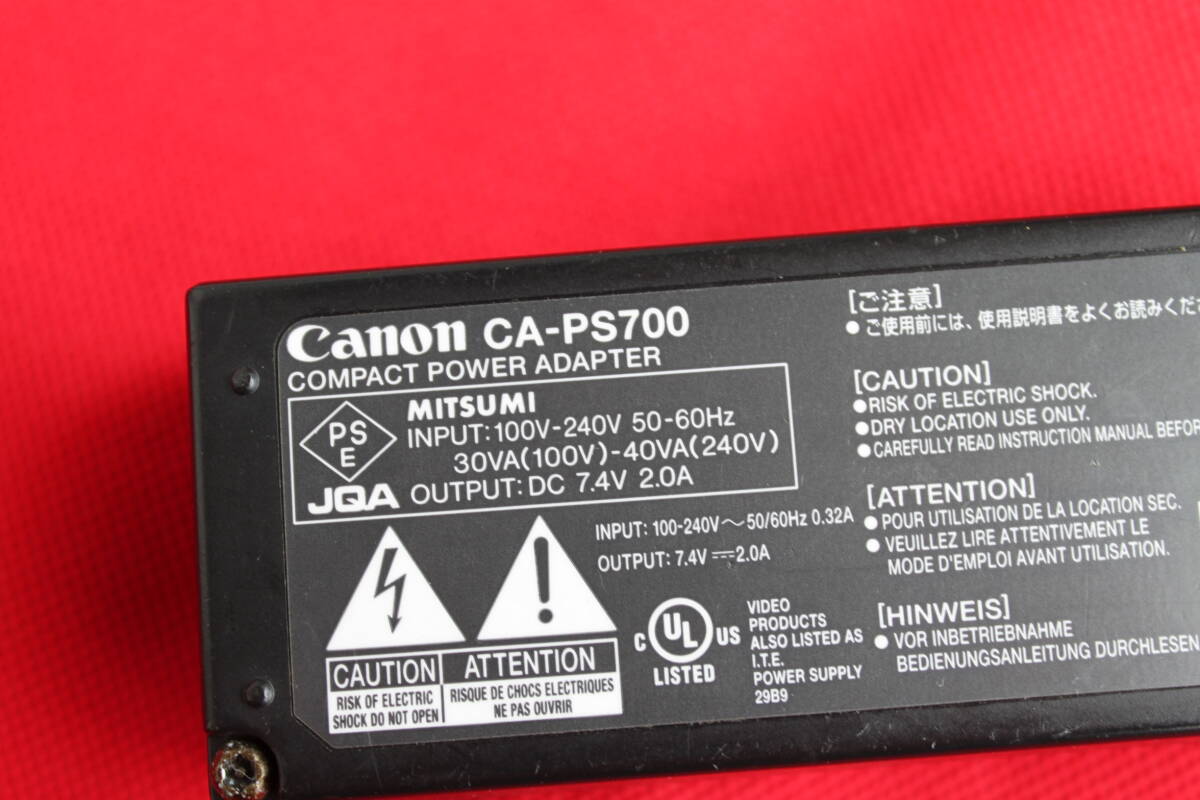 Canon CA-PS700
COMPACT POWER ADAPTER
PS
E
JQA
MITSUMI
INPUT:100V-240V 50-60Hz
30VA(100V)-40VA(240V)
OUTPUT:DC 7.4V 2.0A
INPUT: 100-240V～50/60Hz 0.32A
OUTPUT: 7.4V ⎓2.0A
CAUTION
RISK OF ELECTRIC
SHOCK DO NOT OPEN
ATTENTION
RISQUE DE CHOCS ELECTRIQUES
NE PAS OUVRIR
C UL US
LISTED
VIDEO
PRODUCTS
ALSO LISTED AS
I.T.E.
POWER SUPPLY
29B9
[ご注意]
●ご使用前には、使用説明書をよくお読みくださ
[CAUTION]
●RISK OF ELECTRIC SHOCK.
●DRY LOCATION USE ONLY.
●CAREFULLY READ INSTRUCTION MANUAL BEFOR
[ATTENTION]
●POUR UTILISATION DE LA LOCATION SEC.
●VEUILLEZ LIRE ATTENTIVEMENT LE
MODE D'EMPLOI AVANT UTILISATION.
[HINWEIS]
●VOR INBETRIEBNAHME
BEDIENUNGSANLEITUNG DURCHLESEN